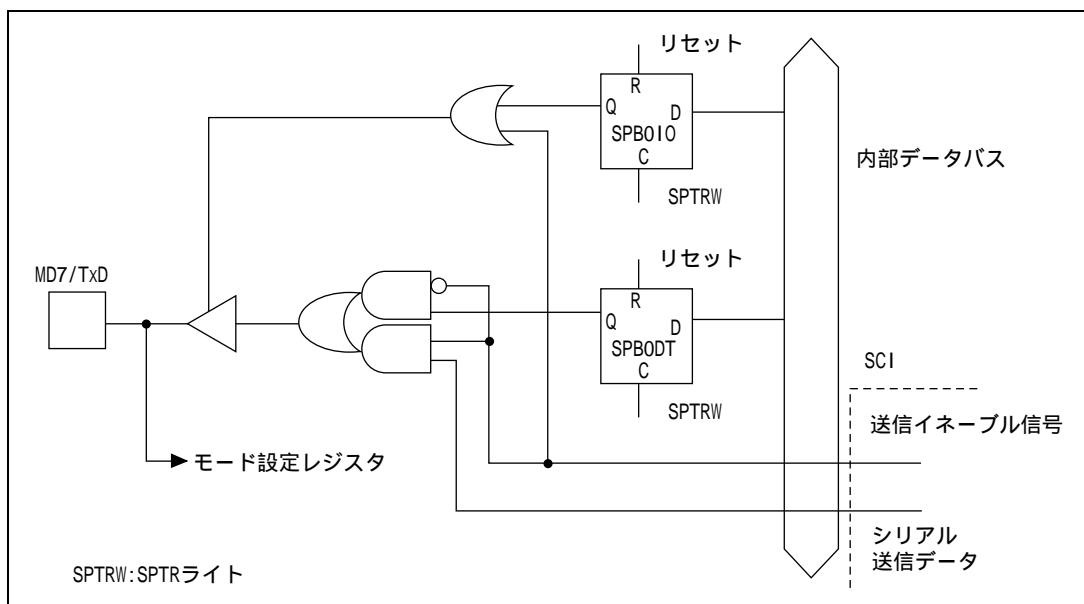 リセット
R
Q
D
SPB0IO
C
SPTRW
内部データバス
リセット
MD7/TxD
R
Q
D
SPB0DT
C
SPTRW
SCI
送信イネーブル信号
モード設定レジスタ
シリアル
送信データ
SPTRW:SPTRライト